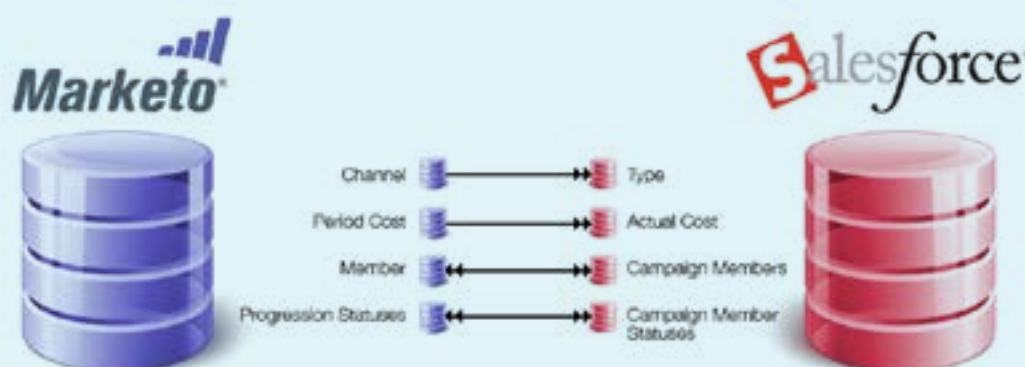 Marketo
Salesforce
Channel Type
Period Cost Actual Cost
Member Campaign Members
Progression Statuses Campaign Member
Statuses